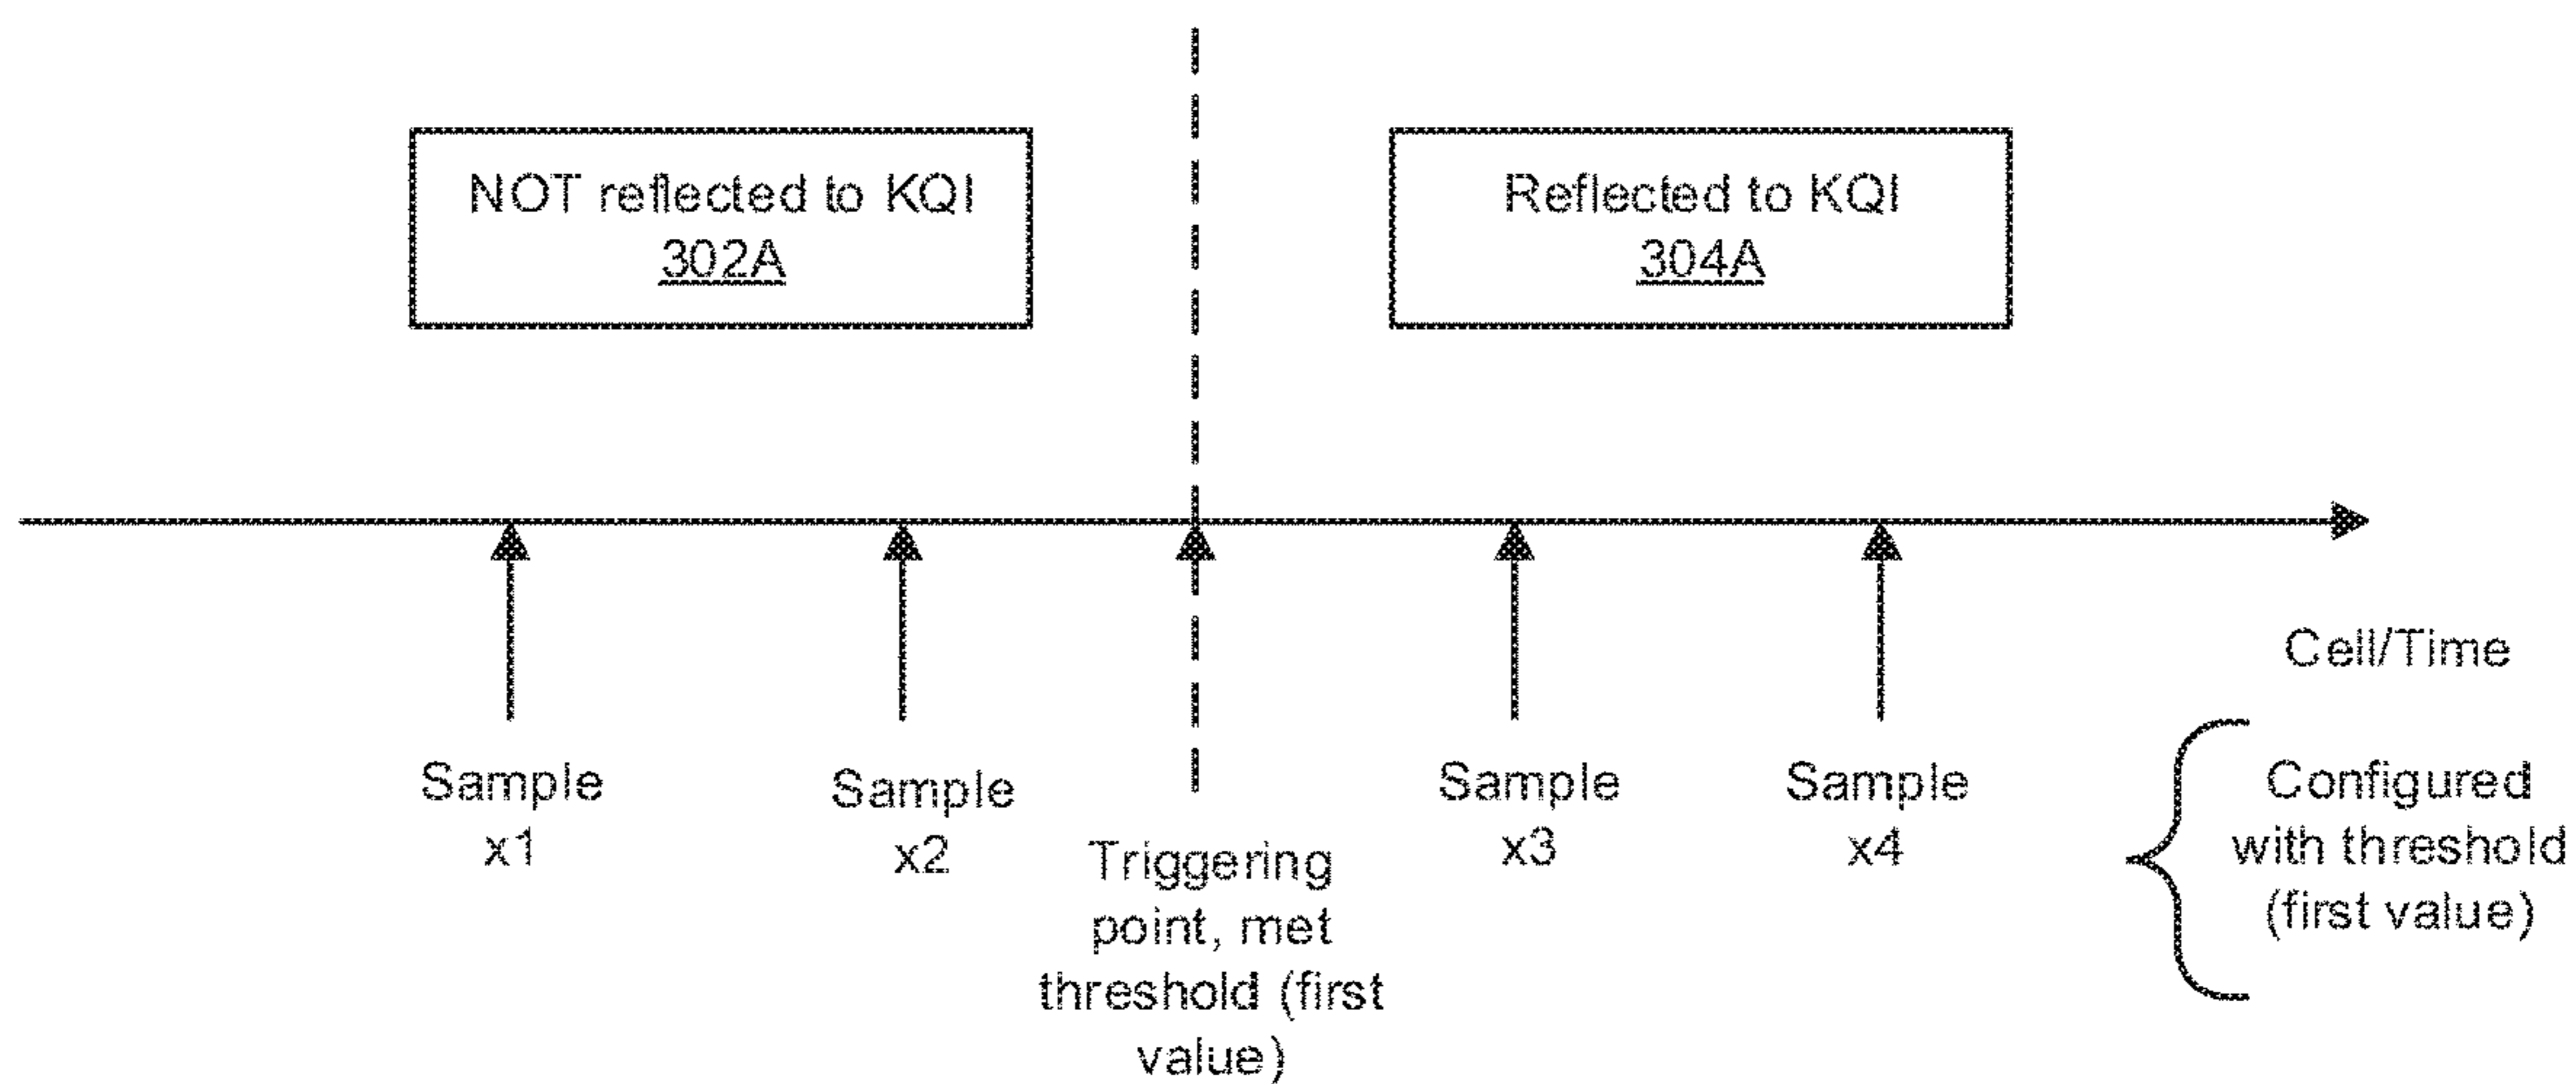 NOT reflected to KQI
302A
Reflected to KQI
304A
Cell/Time
Sample
x1
Sample
x2
Triggering
point, met
threshold (first
value)
Sample
x3
Sample
x4
Configured
with threshold
(first value)